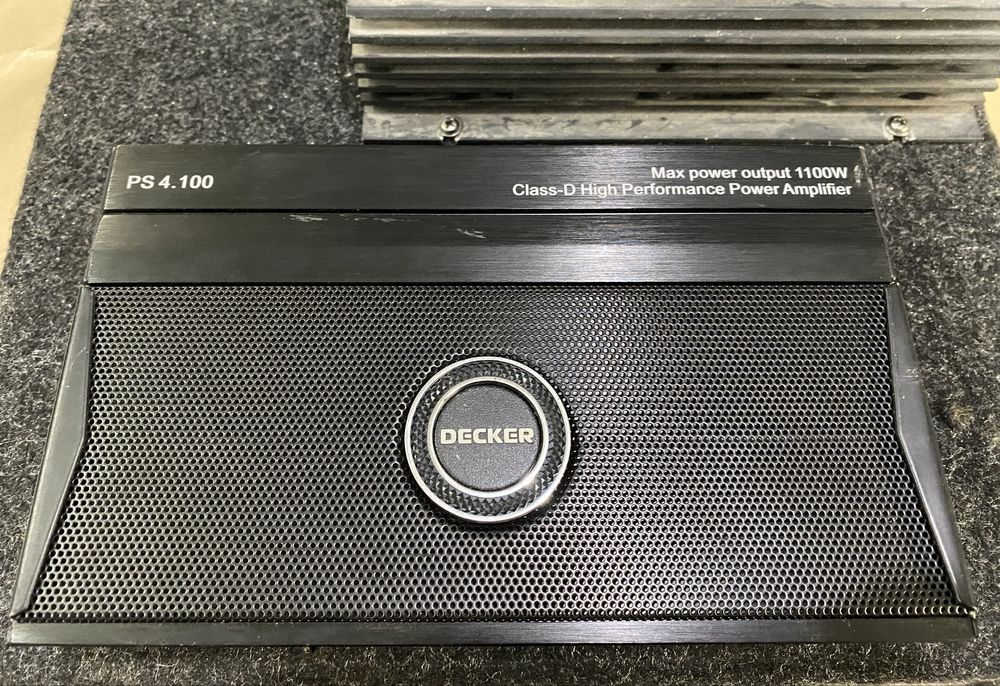 PS 4.100
Max power output 1100W
Class-D High Performance Power Amplifier
DECKER